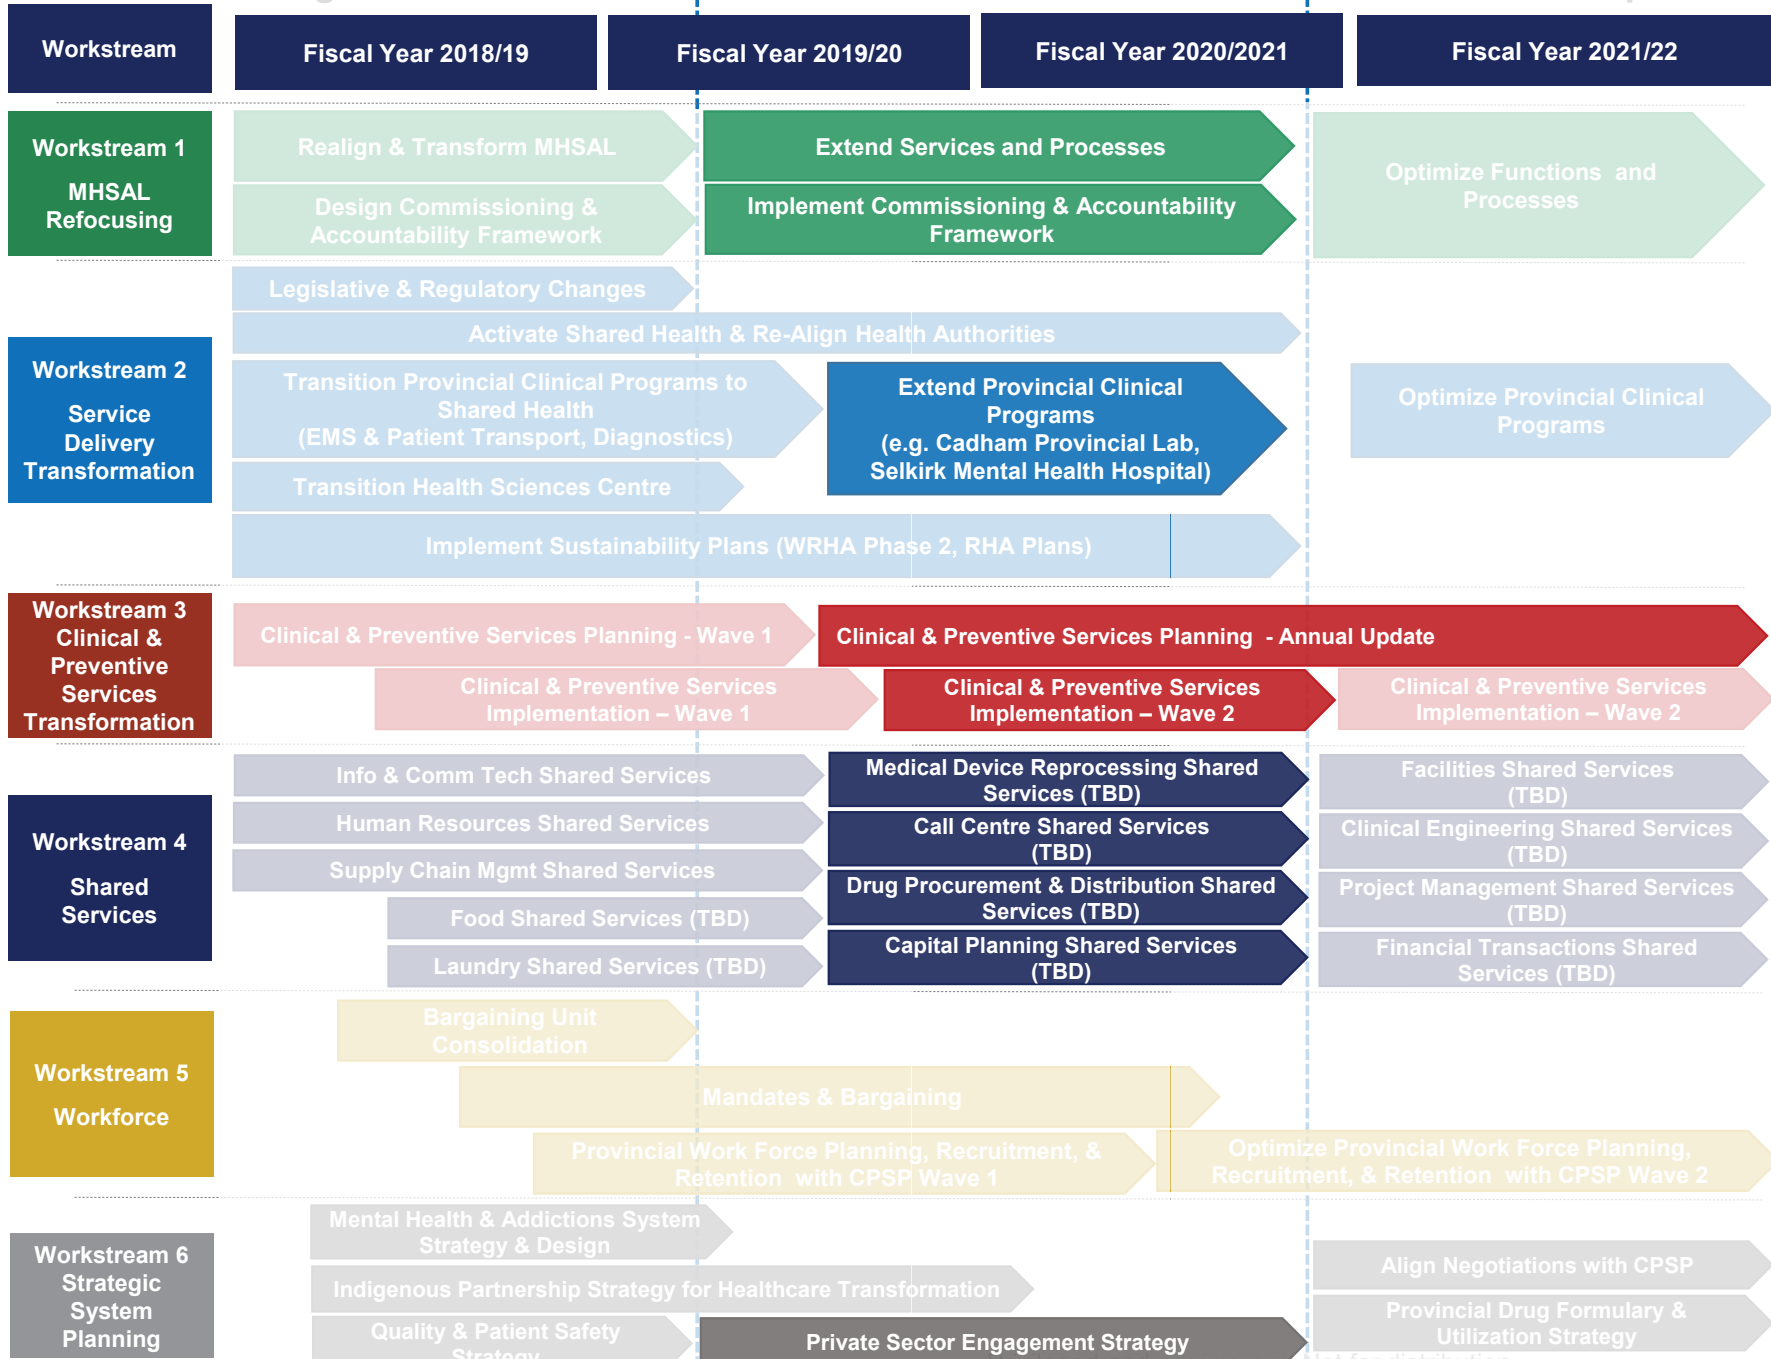 Workstream
Fiscal Year 2018/19
Fiscal Year 2019/20
Fiscal Year 2020/2021
Fiscal Year 2021/22
Workstream 1
MHSAL
Refocusing
Realign & Transform MHSAL
Extend Services and Processes
Optimize Functions and
Processes
Design Commissioning &
Accountability Framework
Implement Commissioning & Accountability
Framework
Workstream 2
Service
Delivery
Transformation
Legislative & Regulatory Changes
Activate Shared Health & Re-Align Health Authorities
Transition Provincial Clinical Programs to
Shared Health
(EMS & Patient Transport, Diagnostics)
Extend Provincial Clinical
Programs
(e.g. Cadham Provincial Lab,
Selkirk Mental Health Hospital)
Optimize Provincial Clinical
Programs
Transition Health Sciences Centre
Implement Sustainability Plans (WRHA Phase 2, RHA Plans)
Workstream 3
Clinical &
Preventive
Services
Transformation
Clinical & Preventive Services Planning - Wave 1
Clinical & Preventive Services Planning - Annual Update
Clinical & Preventive Services
Implementation – Wave 1
Clinical & Preventive Services
Implementation – Wave 2
Clinical & Preventive Services
Implementation – Wave 2
Workstream 4
Shared
Services
Info & Comm Tech Shared Services
Medical Device Reprocessing Shared
Services (TBD)
Facilities Shared Services
(TBD)
Human Resources Shared Services
Call Centre Shared Services
(TBD)
Clinical Engineering Shared Services
(TBD)
Supply Chain Mgmt Shared Services
Drug Procurement & Distribution Shared
Services (TBD)
Project Management Shared Services
(TBD)
Food Shared Services (TBD)
Capital Planning Shared Services
(TBD)
Financial Transactions Shared
Services (TBD)
Laundry Shared Services (TBD)
Workstream 5
Workforce
Bargaining Unit
Consolidation
Mandates & Bargaining
Provincial Work Force Planning, Recruitment, &
Retention with CPSP Wave 1
Optimize Provincial Work Force Planning,
Recruitment, & Retention with CPSP Wave 2
Workstream 6
Strategic
System
Planning
Mental Health & Addictions System
Strategy & Design
Indigenous Partnership Strategy for Healthcare Transformation
Align Negotiations with CPSP
Quality & Patient Safety
Strategy
Private Sector Engagement Strategy
Provincial Drug Formulary &
Utilization Strategy
for distribution